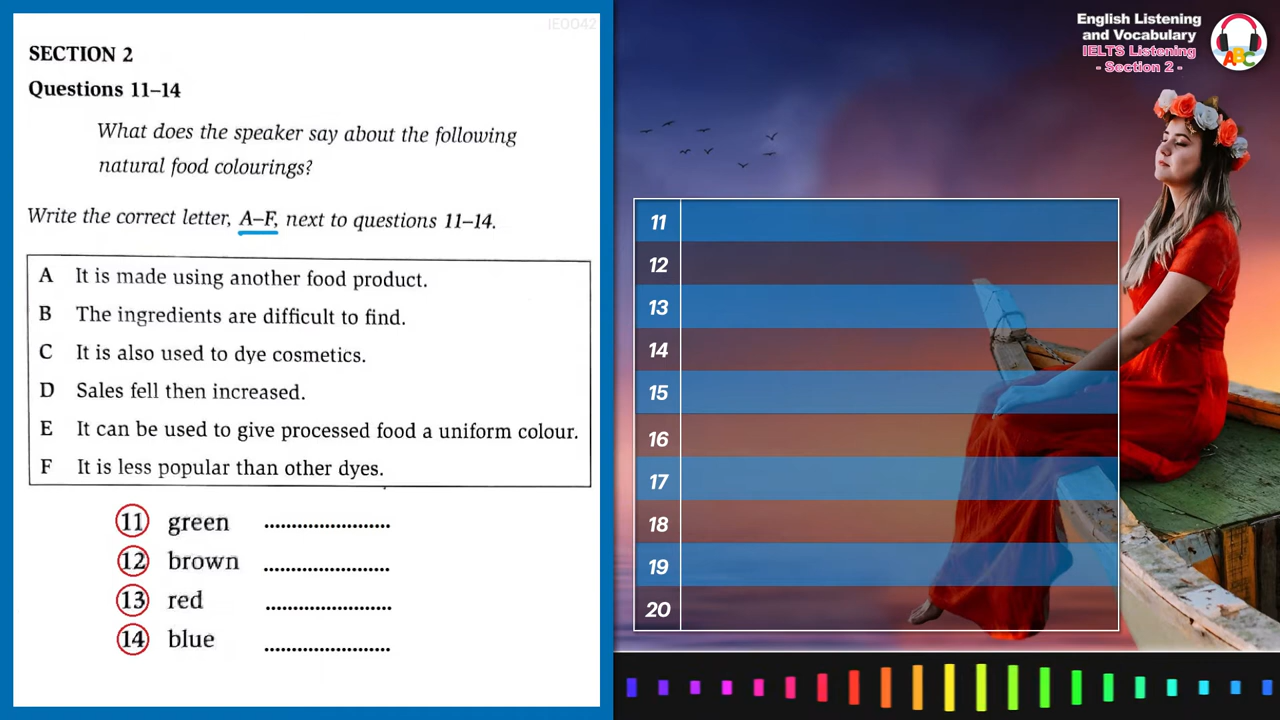 IE0042
SECTION 2
Questions 11–14
What does the speaker say about the following
natural food colourings?
Write the correct letter, A–F, next to questions 11–14.
A It is made using another food product.
B The ingredients are difficult to find.
C It is also used to dye cosmetics.
D Sales fell then increased.
E It can be used to give processed food a uniform colour.
F It is less popular than other dyes.
11 green ........................
12 brown ........................
13 red ........................
14 blue ........................
English Listening
and Vocabulary
IELTS Listening
- Section 2 -
ABC
11
12
13
14
15
16
17
18
19
20